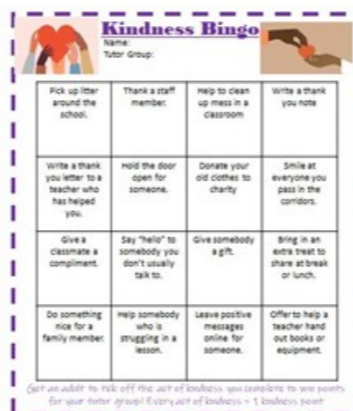 Kindness Bingo
Name:
Tutor Group:
Pick up litter
around the
school.
Thank a staff
member.
Help to clean
up mess in a
classroom
Write a thank
you note
Write a thank
you letter to a
teacher who
has helped
you.
Hold the door
open for
someone.
Donate your
old clothes to
charity
Smile at
everyone you
pass in the
corridors.
Give a
classmate a
compliment.
Say "hello" to
somebody you
don't usually
talk to.
Give somebody
a gift.
Bring in an
extra treat to
share at break
or lunch.
Do something
nice for a
family member.
Help somebody
who is
struggling in a
lesson.
Leave positive
messages
online for
someone.
Offer to help a
teacher hand
out books or
equipment.
Get an adult to tick off the act of kindness you complete to win points
for your tutor group! Every act of kindness = 1 kindness point